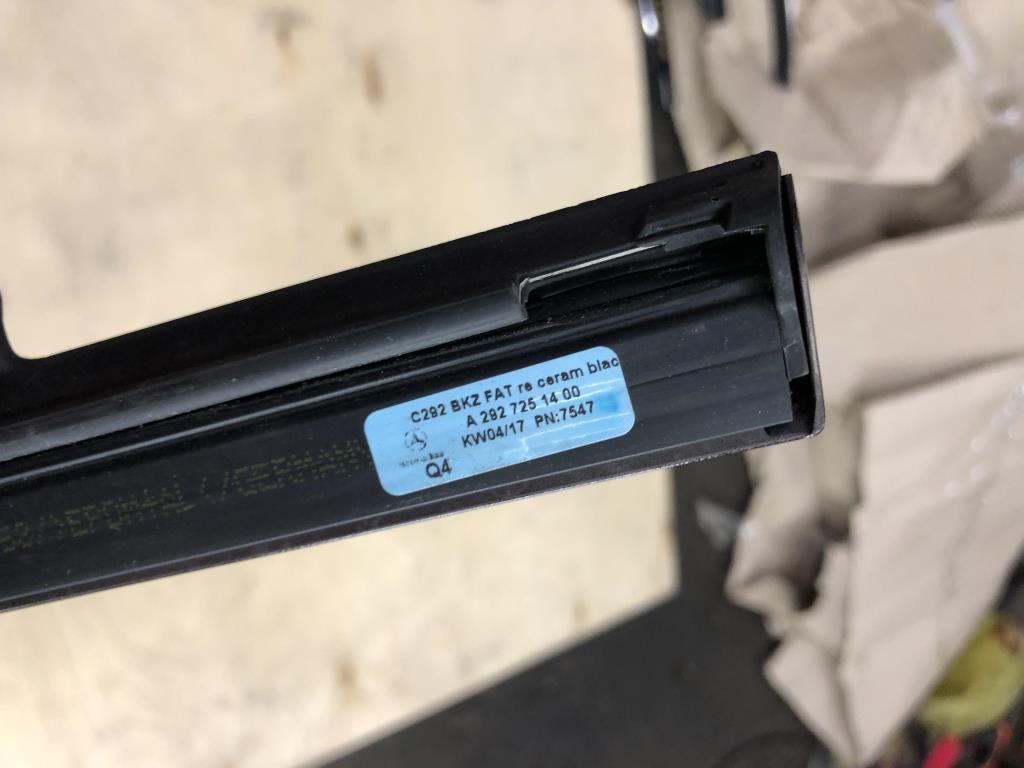 C292 BKZ FAT re ceram blac
A 292 725 14 00
KW04/17 PN:7547
Q4